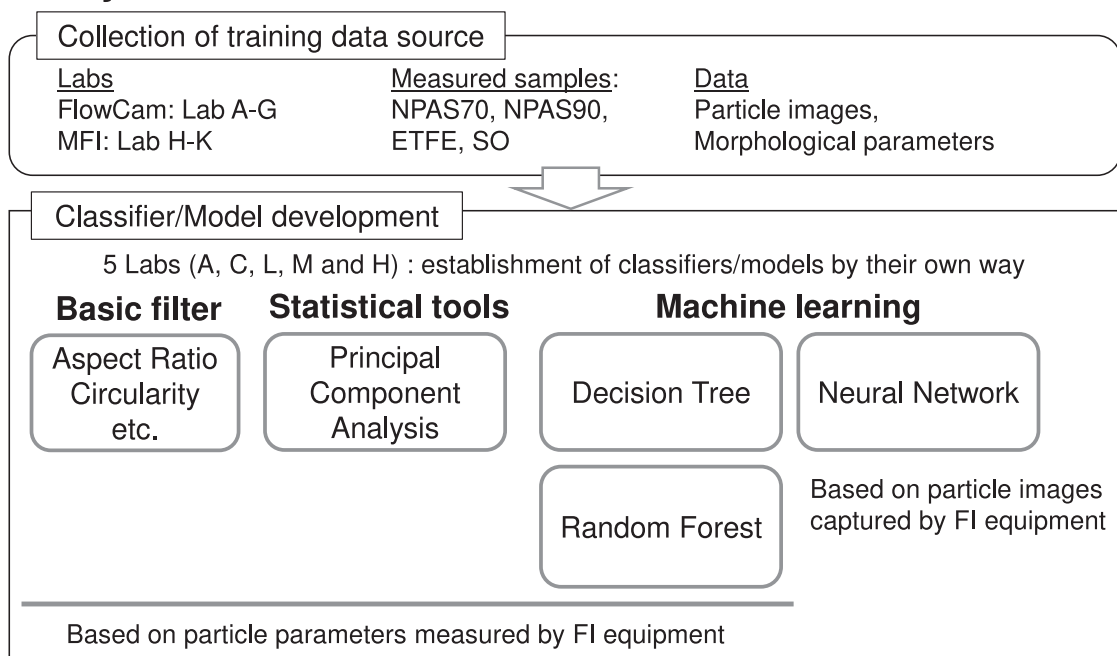 Collection of training data source
Labs
FlowCam: Lab A-G
MFI: Lab H-K
Measured samples:
NPAS70, NPAS90,
ETFE, SO
Data
Particle images,
Morphological parameters
Classifier/Model development
5 Labs (A, C, L, M and H) : establishment of classifiers/models by their own way
Basic filter
Aspect Ratio
Circularity
etc.
Statistical tools
Principal
Component
Analysis
Machine learning
Decision Tree
Neural Network
Random Forest
Based on particle images
captured by FI equipment
Based on particle parameters measured by FI equipment